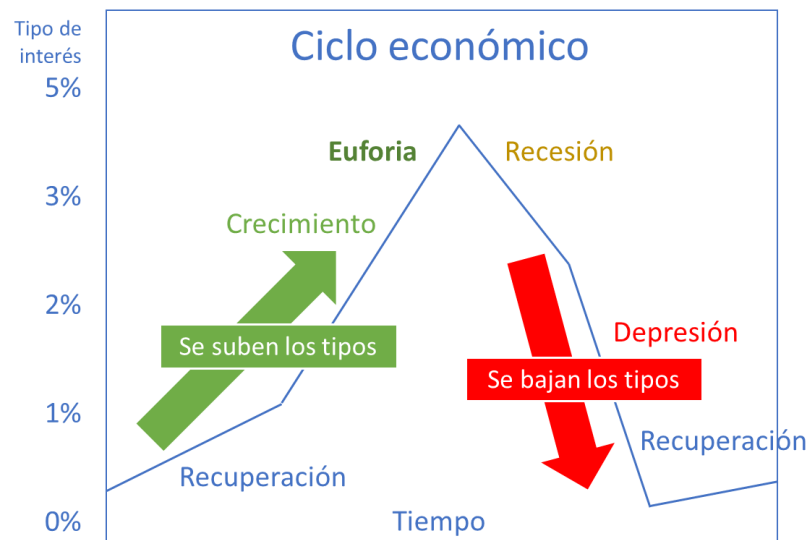 Tipo de
interés
Ciclo económico
5%
Euforia
Recesión
3%
Crecimiento
2%
Se suben los tipos
Depresión
Se bajan los tipos
1%
Recuperación
Recuperación
0%
Tiempo